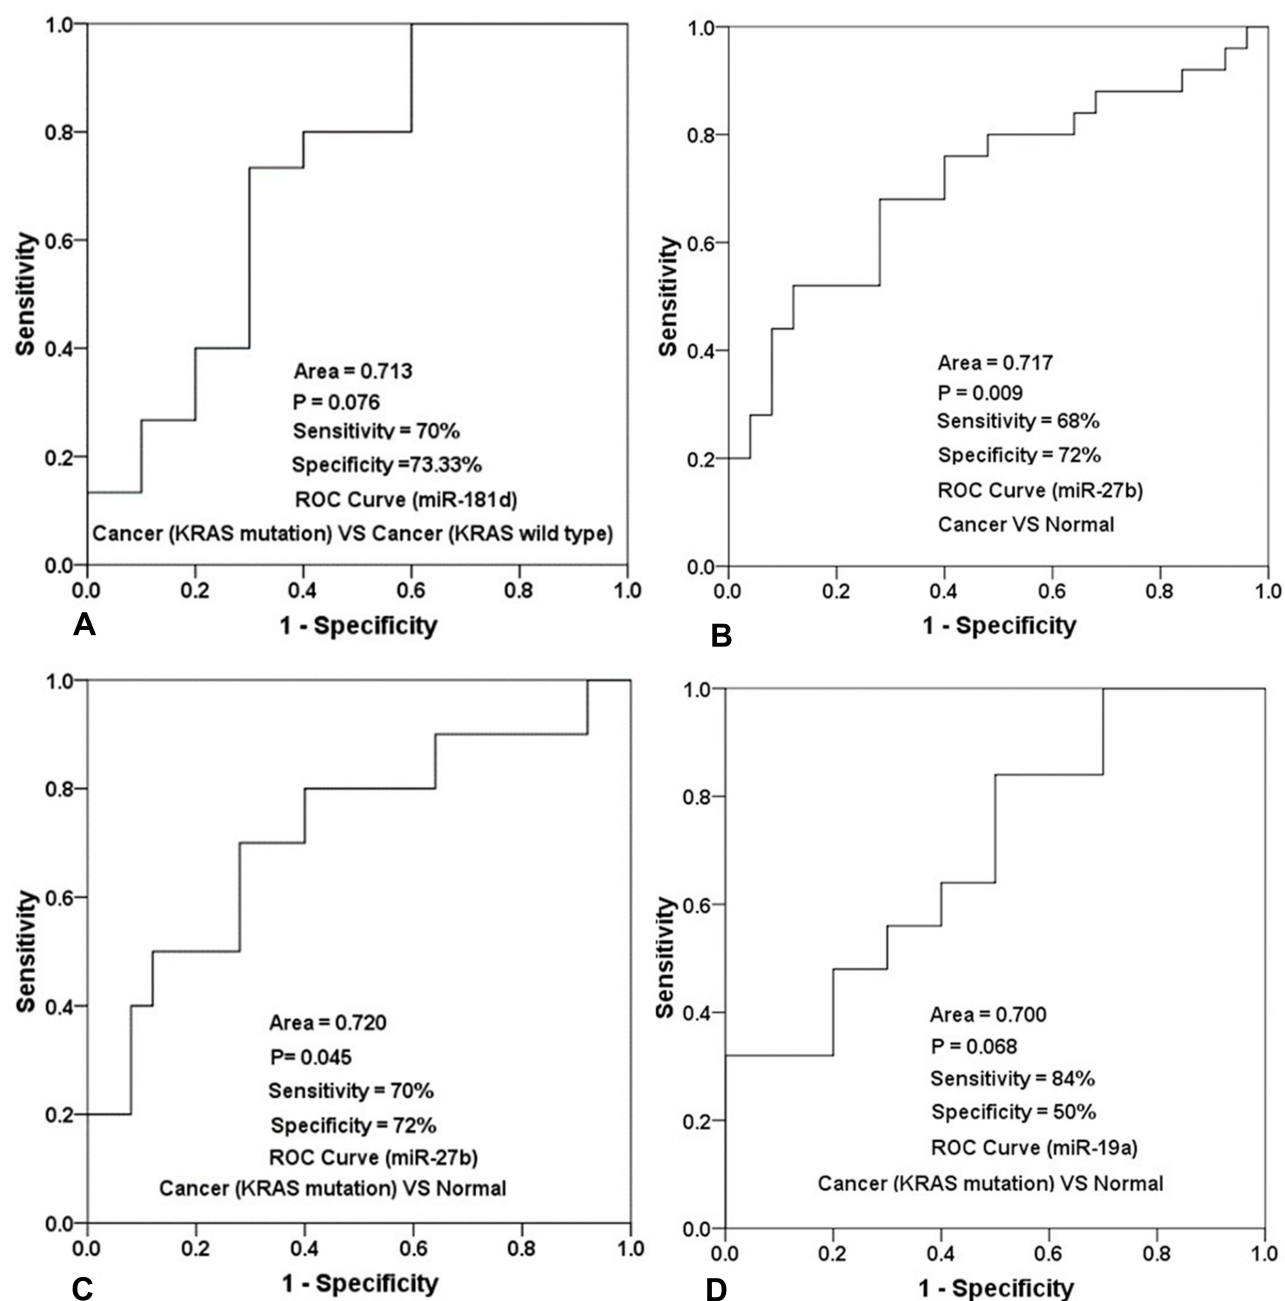 1.0
0.8
0.6
0.4
0.2
0.0
Sensitivity
Area = 0.713
P = 0.076
Sensitivity = 70%
Specificity =73.33%
ROC Curve (miR-181d)
Cancer (KRAS mutation) VS Cancer (KRAS wild type)
0.0 0.2 0.4 0.6 0.8 1.0
1 - Specificity
A
1.0
0.8
0.6
0.4
0.2
0.0
Sensitivity
Area = 0.717
P = 0.009
Sensitivity = 68%
Specificity = 72%
ROC Curve (miR-27b)
Cancer VS Normal
0.0 0.2 0.4 0.6 0.8 1.0
1 - Specificity
B
1.0
0.8
0.6
0.4
0.2
0.0
Sensitivity
Area = 0.720
P= 0.045
Sensitivity = 70%
Specificity = 72%
ROC Curve (miR-27b)
Cancer (KRAS mutation) VS Normal
0.0 0.2 0.4 0.6 0.8 1.0
1 - Specificity
C
1.0
0.8
0.6
0.4
0.2
0.0
Sensitivity
Area = 0.700
P = 0.068
Sensitivity = 84%
Specificity = 50%
ROC Curve (miR-19a)
Cancer (KRAS mutation) VS Normal
0.0 0.2 0.4 0.6 0.8 1.0
1 - Specificity
D